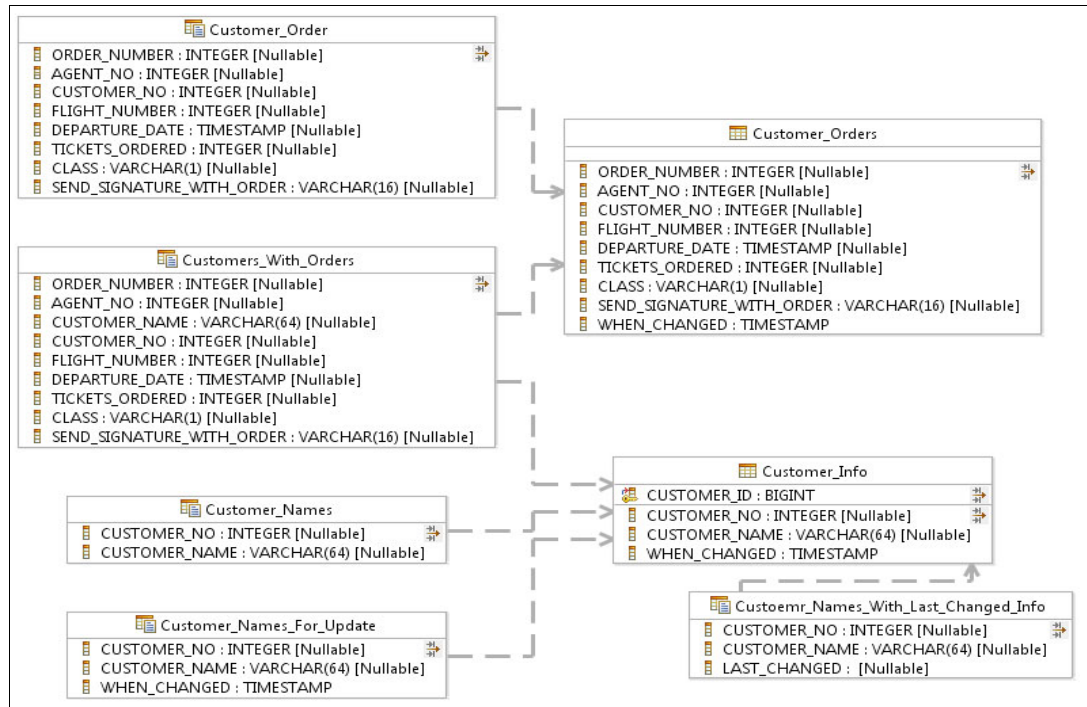 Customer_Order
ORDER_NUMBER : INTEGER [Nullable]
AGENT_NO : INTEGER [Nullable]
CUSTOMER_NO : INTEGER [Nullable]
FLIGHT_NUMBER : INTEGER [Nullable]
DEPARTURE_DATE : TIMESTAMP [Nullable]
TICKETS_ORDERED : INTEGER [Nullable]
CLASS : VARCHAR(1) [Nullable]
SEND_SIGNATURE_WITH_ORDER : VARCHAR(16) [Nullable]
Customer_Orders
ORDER_NUMBER : INTEGER [Nullable]
AGENT_NO : INTEGER [Nullable]
CUSTOMER_NO : INTEGER [Nullable]
FLIGHT_NUMBER : INTEGER [Nullable]
DEPARTURE_DATE : TIMESTAMP [Nullable]
TICKETS_ORDERED : INTEGER [Nullable]
CLASS : VARCHAR(1) [Nullable]
SEND_SIGNATURE_WITH_ORDER : VARCHAR(16) [Nullable]
WHEN_CHANGED : TIMESTAMP
Customers_With_Orders
ORDER_NUMBER : INTEGER [Nullable]
AGENT_NO : INTEGER [Nullable]
CUSTOMER_NAME : VARCHAR(64) [Nullable]
CUSTOMER_NO : INTEGER [Nullable]
FLIGHT_NUMBER : INTEGER [Nullable]
DEPARTURE_DATE : TIMESTAMP [Nullable]
TICKETS_ORDERED : INTEGER [Nullable]
CLASS : VARCHAR(1) [Nullable]
SEND_SIGNATURE_WITH_ORDER : VARCHAR(16) [Nullable]
Customer_Info
CUSTOMER_ID : BIGINT
CUSTOMER_NO : INTEGER [Nullable]
CUSTOMER_NAME : VARCHAR(64) [Nullable]
WHEN_CHANGED : TIMESTAMP
Customer_Names
CUSTOMER_NO : INTEGER [Nullable]
CUSTOMER_NAME : VARCHAR(64) [Nullable]
Customer_Names_For_Update
CUSTOMER_NO : INTEGER [Nullable]
CUSTOMER_NAME : VARCHAR(64) [Nullable]
WHEN_CHANGED : TIMESTAMP
Custoemr_Names_With_Last_Changed_Info
CUSTOMER_NO : INTEGER [Nullable]
CUSTOMER_NAME : VARCHAR(64) [Nullable]
LAST_CHANGED : [Nullable]